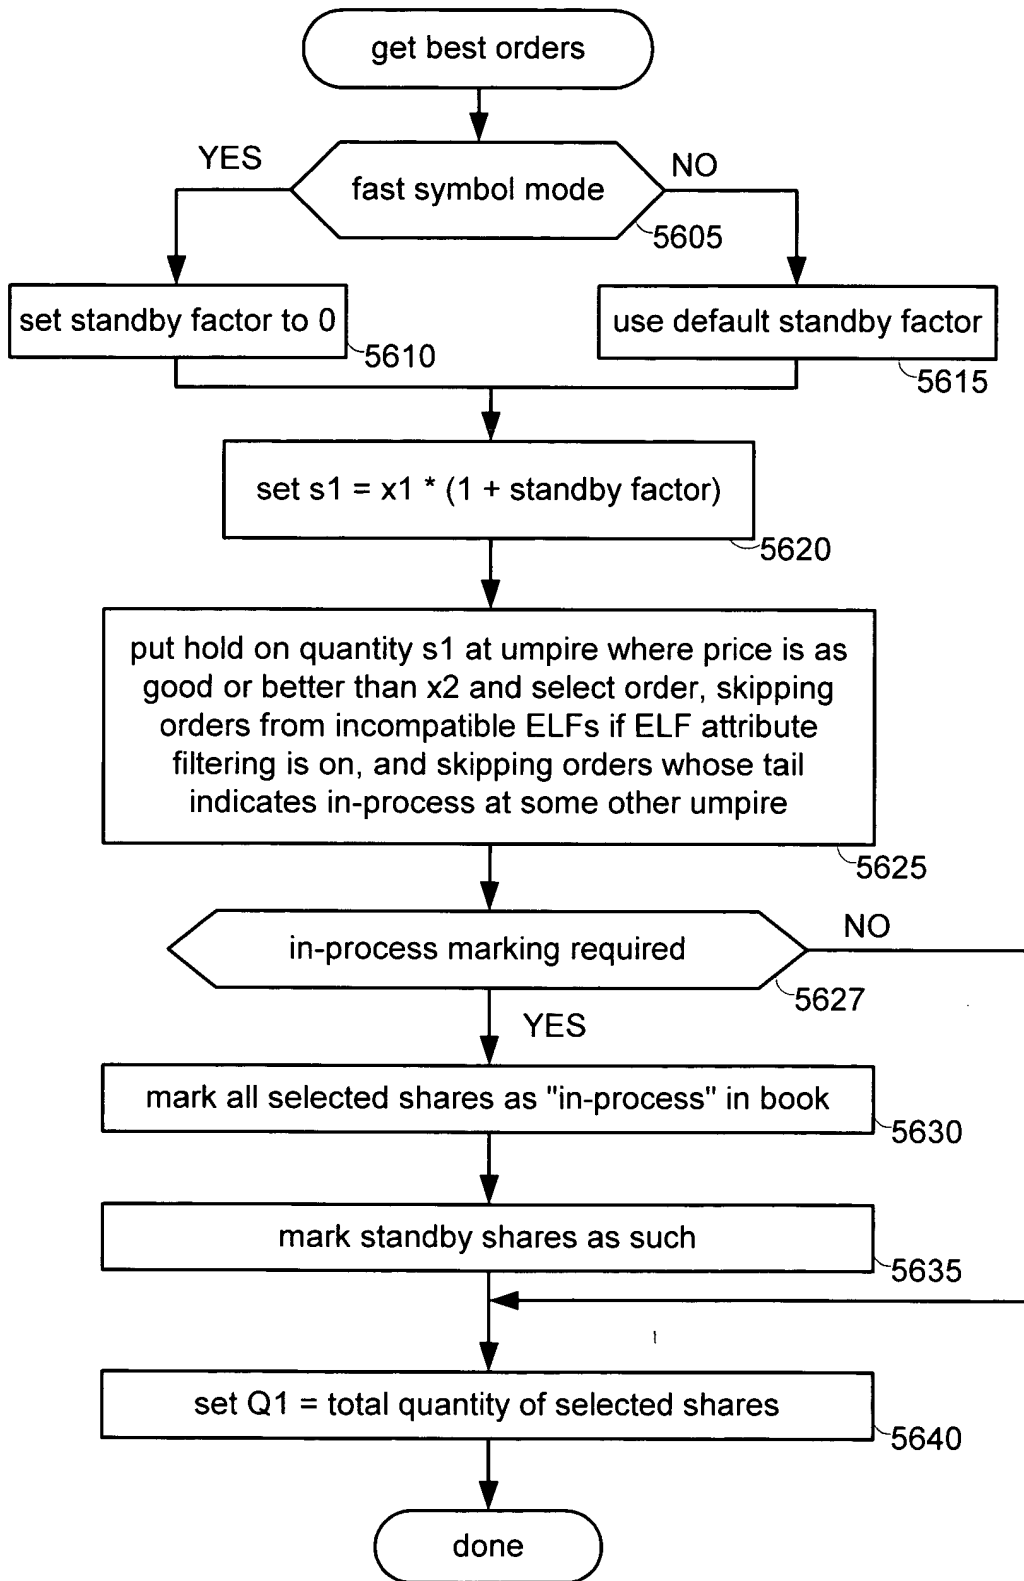 get best orders
YES
NO
fast symbol mode
5605
set standby factor to 0
5610
use default standby factor
5615
set s1 = x1 * (1 + standby factor)
5620
put hold on quantity s1 at umpire where price is as
good or better than x2 and select order, skipping
orders from incompatible ELFs if ELF attribute
filtering is on, and skipping orders whose tail
indicates in-process at some other umpire
5625
in-process marking required
NO
5627
YES
mark all selected shares as "in-process" in book
5630
mark standby shares as such
5635
set Q1 = total quantity of selected shares
5640
done